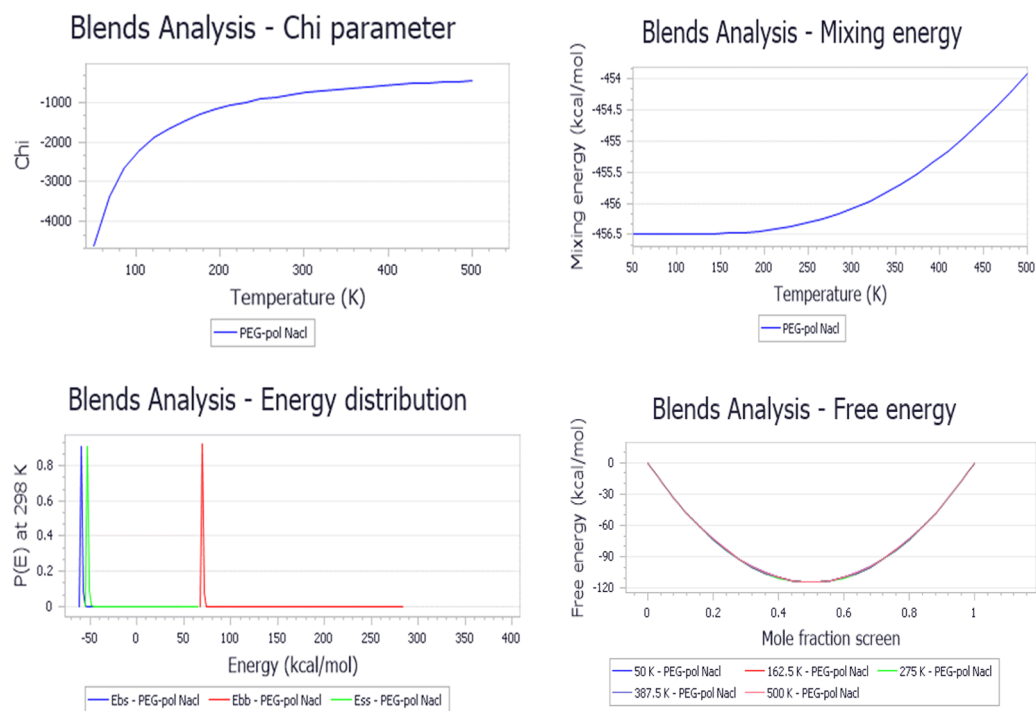 Blends Analysis - Chi parameter
-1000
-2000
-3000
-4000
Chi
100
200
300
400
500
Temperature (K)
PEG-pol Nacl
Blends Analysis - Mixing energy
-454
-454.5
-455
-455.5
-456
-456.5
Mixing energy (kcal/mol)
50
100
150
200
250
300
350
400
450
500
Temperature (K)
PEG-pol Nacl
Blends Analysis - Energy distribution
0.8
0.6
0.4
0.2
0
P(E) at 298 K
-50
0
50
100
150
200
250
300
350
400
Energy (kcal/mol)
Ebs - PEG-pol Nacl
Ebb - PEG-pol Nacl
Ess - PEG-pol Nacl
Blends Analysis - Free energy
0
-30
-60
-90
-120
Free energy (kcal/mol)
0
0.2
0.4
0.6
0.8
1
Mole fraction screen
50 K - PEG-pol Nacl
162.5 K - PEG-pol Nacl
275 K - PEG-pol Nacl
387.5 K - PEG-pol Nacl
500 K - PEG-pol Nacl